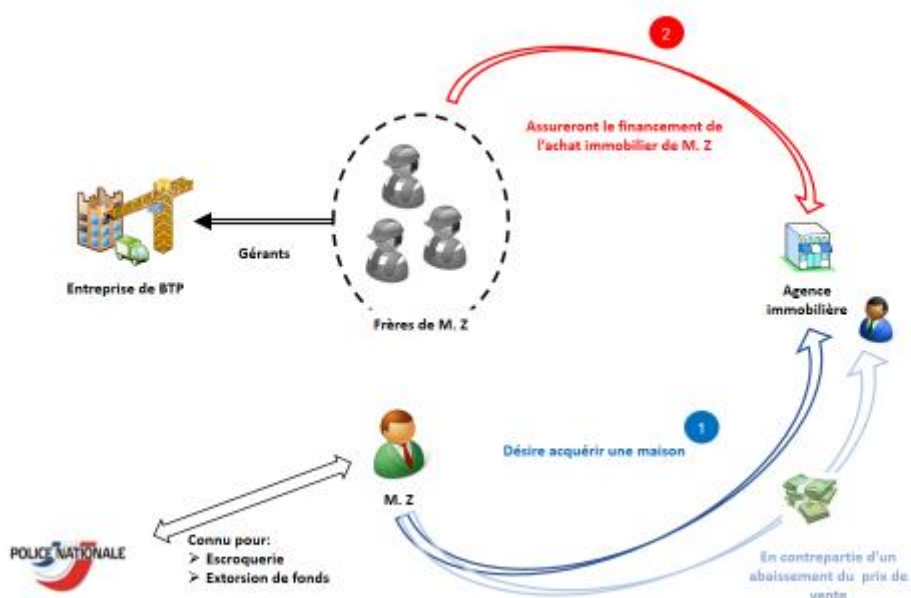 2
Assureront le financement de
l'achat immobilier de M. Z
Gérants
Entreprise de BTP
Frères de M. Z
Agence
immobilière
1
Désire acquérir une maison
M. Z
POLICE NATIONALE
Connu pour:
➢ Escroquerie
➢ Extorsion de fonds
En contrepartie d'un
abaissement du prix de
vente